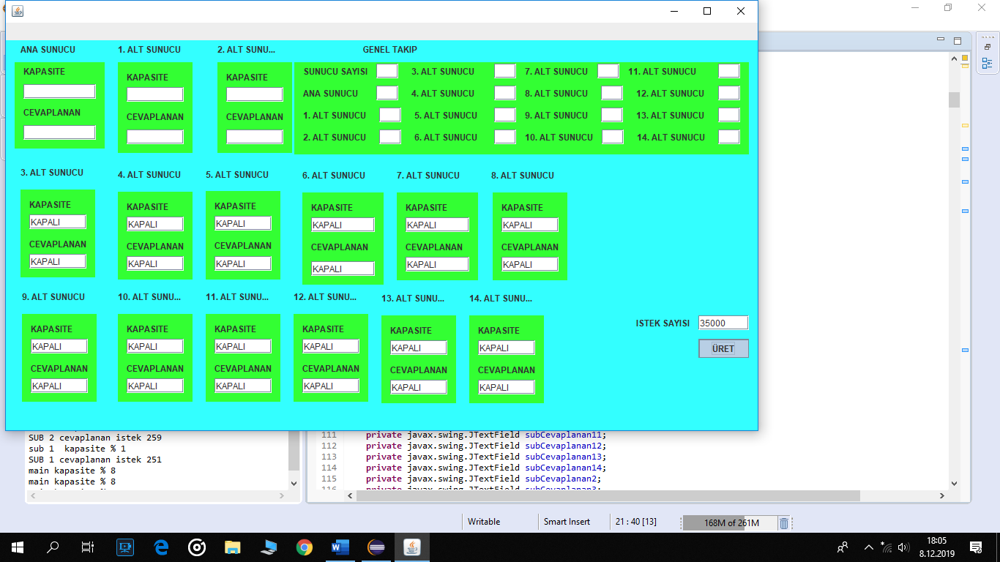 ANA SUNUCU 1. ALT SUNUCU 2. ALT SUNU... GENEL TAKIP
KAPASITE KAPASITE KAPASITE SUNUCU SAYISI 3. ALT SUNUCU 7. ALT SUNUCU 11. ALT SUNUCU
ANA SUNUCU 4. ALT SUNUCU 8. ALT SUNUCU 12. ALT SUNUCU
CEVAPLANAN CEVAPLANAN CEVAPLANAN 1. ALT SUNUCU 5. ALT SUNUCU 9. ALT SUNUCU 13. ALT SUNUCU
2. ALT SUNUCU 6. ALT SUNUCU 10. ALT SUNUCU 14. ALT SUNUCU
3. ALT SUNUCU 4. ALT SUNUCU 5. ALT SUNUCU 6. ALT SUNUCU 7. ALT SUNUCU 8. ALT SUNUCU
KAPASITE KAPASITE KAPASITE KAPASITE KAPASITE KAPASITE
KAPALI KAPALI KAPALI KAPALI KAPALI KAPALI
CEVAPLANAN CEVAPLANAN CEVAPLANAN CEVAPLANAN CEVAPLANAN CEVAPLANAN
KAPALI KAPALI KAPALI KAPALI KAPALI KAPALI
9. ALT SUNUCU 10. ALT SUNU... 11. ALT SUNU... 12. ALT SUNU... 13. ALT SUNU... 14. ALT SUNU...
KAPASITE KAPASITE KAPASITE KAPASITE KAPASITE KAPASITE
KAPALI KAPALI KAPALI KAPALI KAPALI KAPALI
CEVAPLANAN CEVAPLANAN CEVAPLANAN CEVAPLANAN CEVAPLANAN CEVAPLANAN
KAPALI KAPALI KAPALI KAPALI KAPALI KAPALI
ISTEK SAYISI 35000
ÜRET
SUB 2 cevaplanan istek 259
sub 1 kapasite % 1
SUB 1 cevaplanan istek 251
main kapasite % 8
main kapasite % 8
111 private javax.swing.JTextField subCevaplanan11;
112 private javax.swing.JTextField subCevaplanan12;
113 private javax.swing.JTextField subCevaplanan13;
114 private javax.swing.JTextField subCevaplanan14;
115 private javax.swing.JTextField subCevaplanan2;
116 private javax.swing.JTextField subCevaplanan3;
Writable Smart Insert 21 : 40 [13] 168M of 261M
18:05
8.12.2019